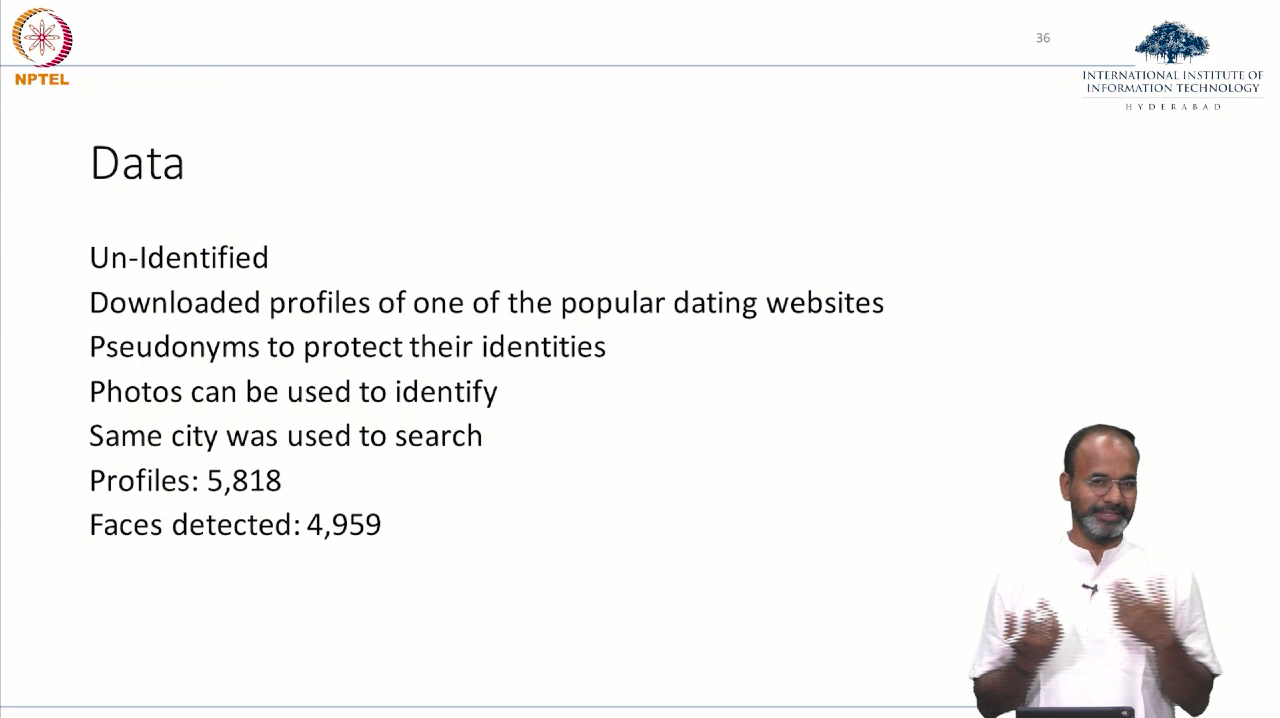 36
NPTEL
INTERNATIONAL INSTITUTE OF
INFORMATION TECHNOLOGY
HYDERABAD
Data
Un-Identified
Downloaded profiles of one of the popular dating websites
Pseudonyms to protect their identities
Photos can be used to identify
Same city was used to search
Profiles: 5,818
Faces detected: 4,959